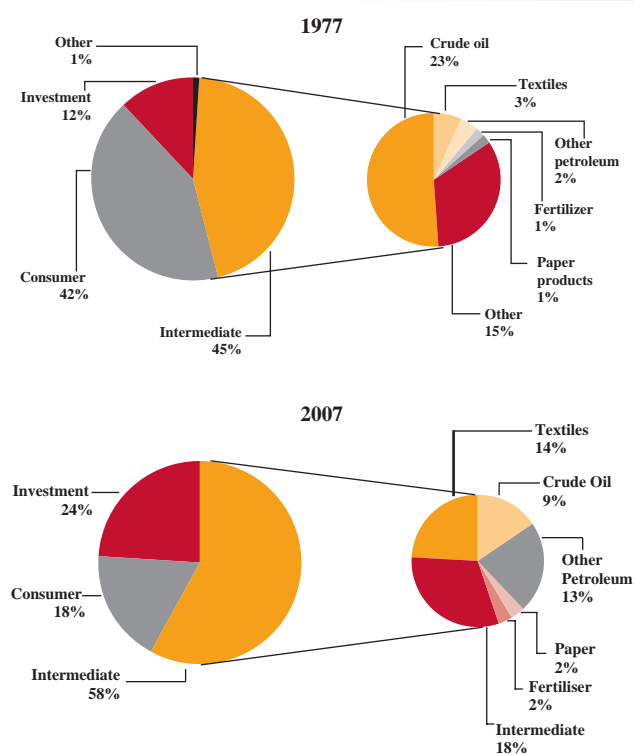 1977
Other
1%
Investment
12%
Consumer
42%
Intermediate
45%
Crude oil
23%
Textiles
3%
Other
petroleum
2%
Fertilizer
1%
Paper
products
1%
Other
15%
2007
Investment
24%
Consumer
18%
Intermediate
58%
Textiles
14%
Crude Oil
9%
Other
Petroleum
13%
Paper
2%
Fertiliser
2%
Intermediate
18%